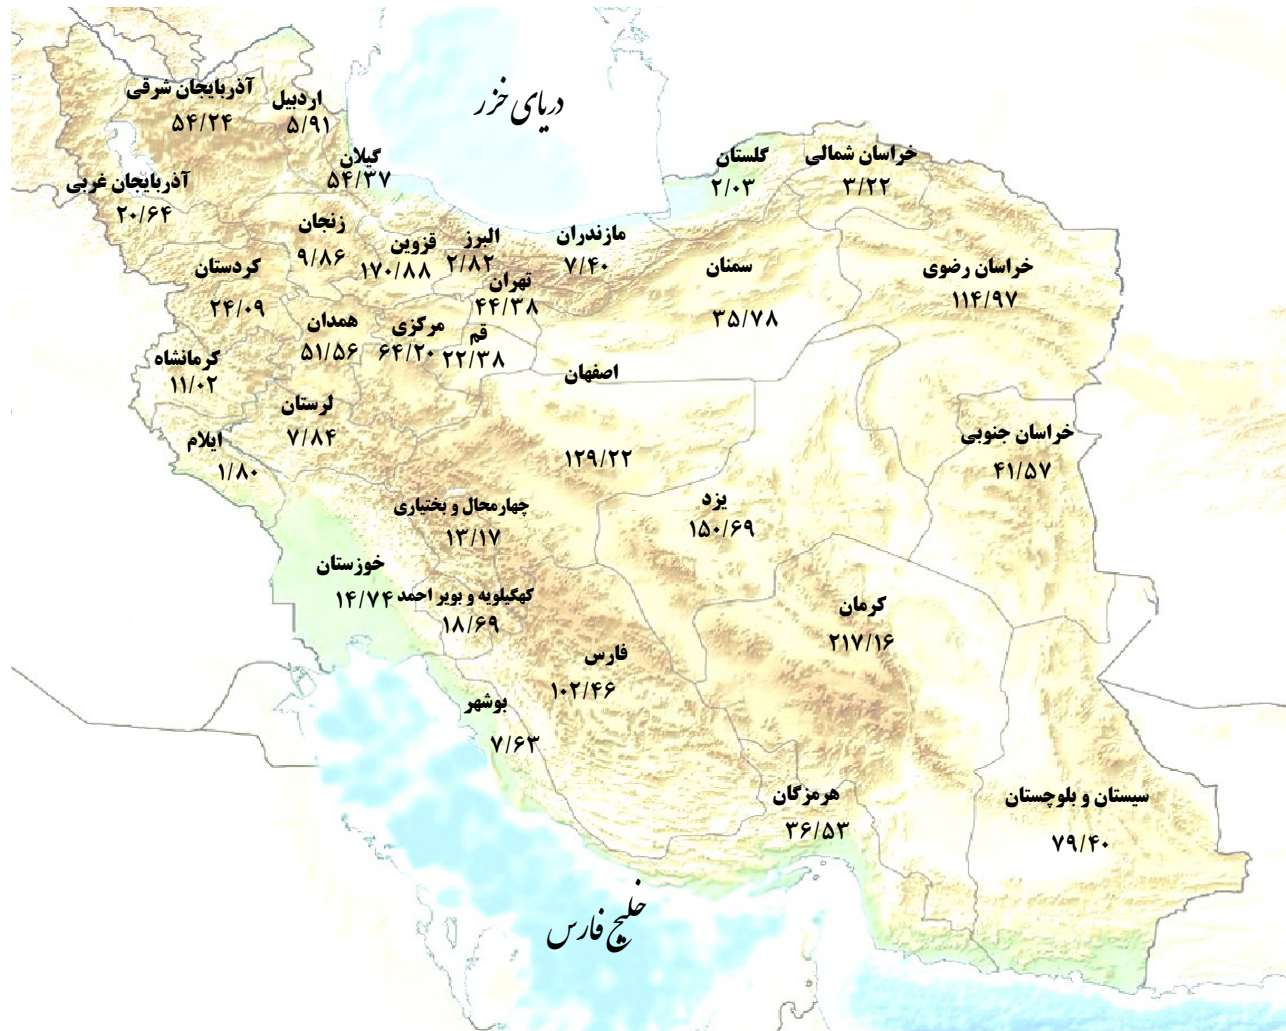 دریای خزر
آذربایجان شرقی
۵۴/۲۴
اردبیل
۵/۹۱
گیلان
۵۴/۳۷
آذربایجان غربی
۲۰/۶۴
گلستان
۲/۰۳
خراسان شمالی
۳/۲۲
زنجان
۹/۸۶
قزوین
۱۷۰/۸۸
البرز
۲/۸۲
مازندران
۷/۴۰
تهران
۴۴/۳۸
سمنان
۳۵/۷۸
خراسان رضوی
۱۱۴/۹۷
کردستان
۲۴/۰۹
همدان
۵۱/۵۶
مرکزی
۶۴/۲۰
قم
۲۲/۳۸
کرمانشاه
۱۱/۰۲
اصفهان
۱۲۹/۲۲
لرستان
۷/۸۴
ایلام
۱/۸۰
خراسان جنوبی
۴۱/۵۷
چهارمحال و بختیاری
۱۳/۱۷
یزد
۱۵۰/۶۹
خوزستان
۱۴/۷۴
کهگیلویه و بویر احمد
۱۸/۶۹
کرمان
۲۱۷/۱۶
فارس
۱۰۲/۴۶
بوشهر
۷/۶۳
هرمزگان
۳۶/۵۳
سیستان و بلوچستان
۷۹/۴۰
خلیج فارس